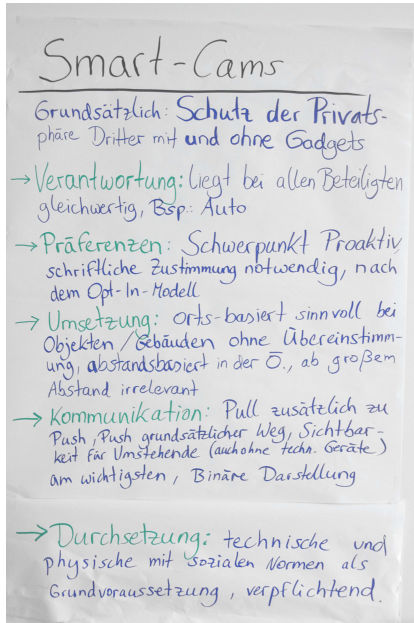 Smart-Cams
Grundsätzlich: Schutz der Privats-
phäre Dritter mit und ohne Gadgets
→ Verantwortung: Liegt bei allen Beteiligten
gleichwertig, Bsp.: Auto
→ Präferenzen: Schwerpunkt Proaktiv,
schriftliche Zustimmung notwendig, nach
dem Opt-In-Modell
→ Umsetzung: Orts-basiert sinnvoll bei
Objekten / Gebäuden ohne Übereinstimm-
ung, abstandsbasiert in der Ö., ab großem
Abstand irrelevant
→ Kommunikation: Pull zusätzlich zu
Push, Push grundsätzlicher Weg, Sichtbar-
keit für Umstehende (auch ohne techn. Geräte)
am wichtigsten, Binäre Darstellung
→ Durchsetzung: technische und
physische mit sozialen Normen als
Grundvoraussetzung, verpflichtend.